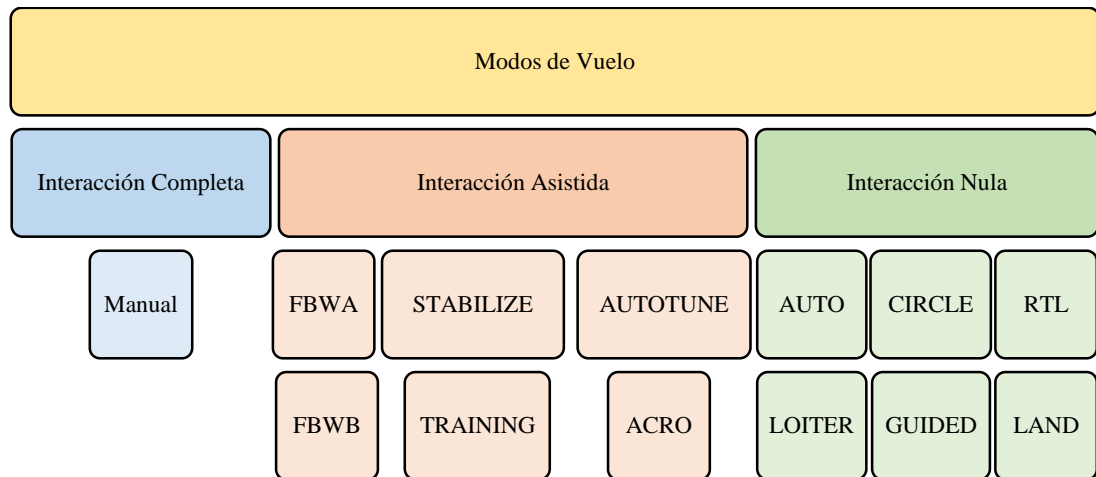 Modos de Vuelo
Interacción Completa
Interacción Asistida
Interacción Nula
Manual
FBWA
STABILIZE
AUTOTUNE
AUTO
CIRCLE
RTL
FBWB
TRAINING
ACRO
LOITER
GUIDED
LAND